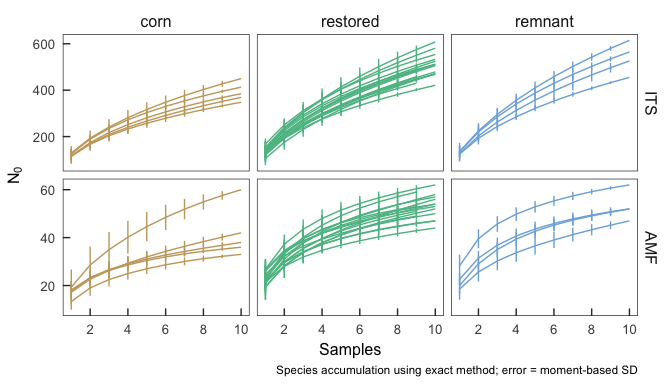 corn restored remnant
600
400
200
ITS
N₀
60
40
20
AMF
2 4 6 8 10 2 4 6 8 10 2 4 6 8 10
Samples
Species accumulation using exact method; error = moment-based SD